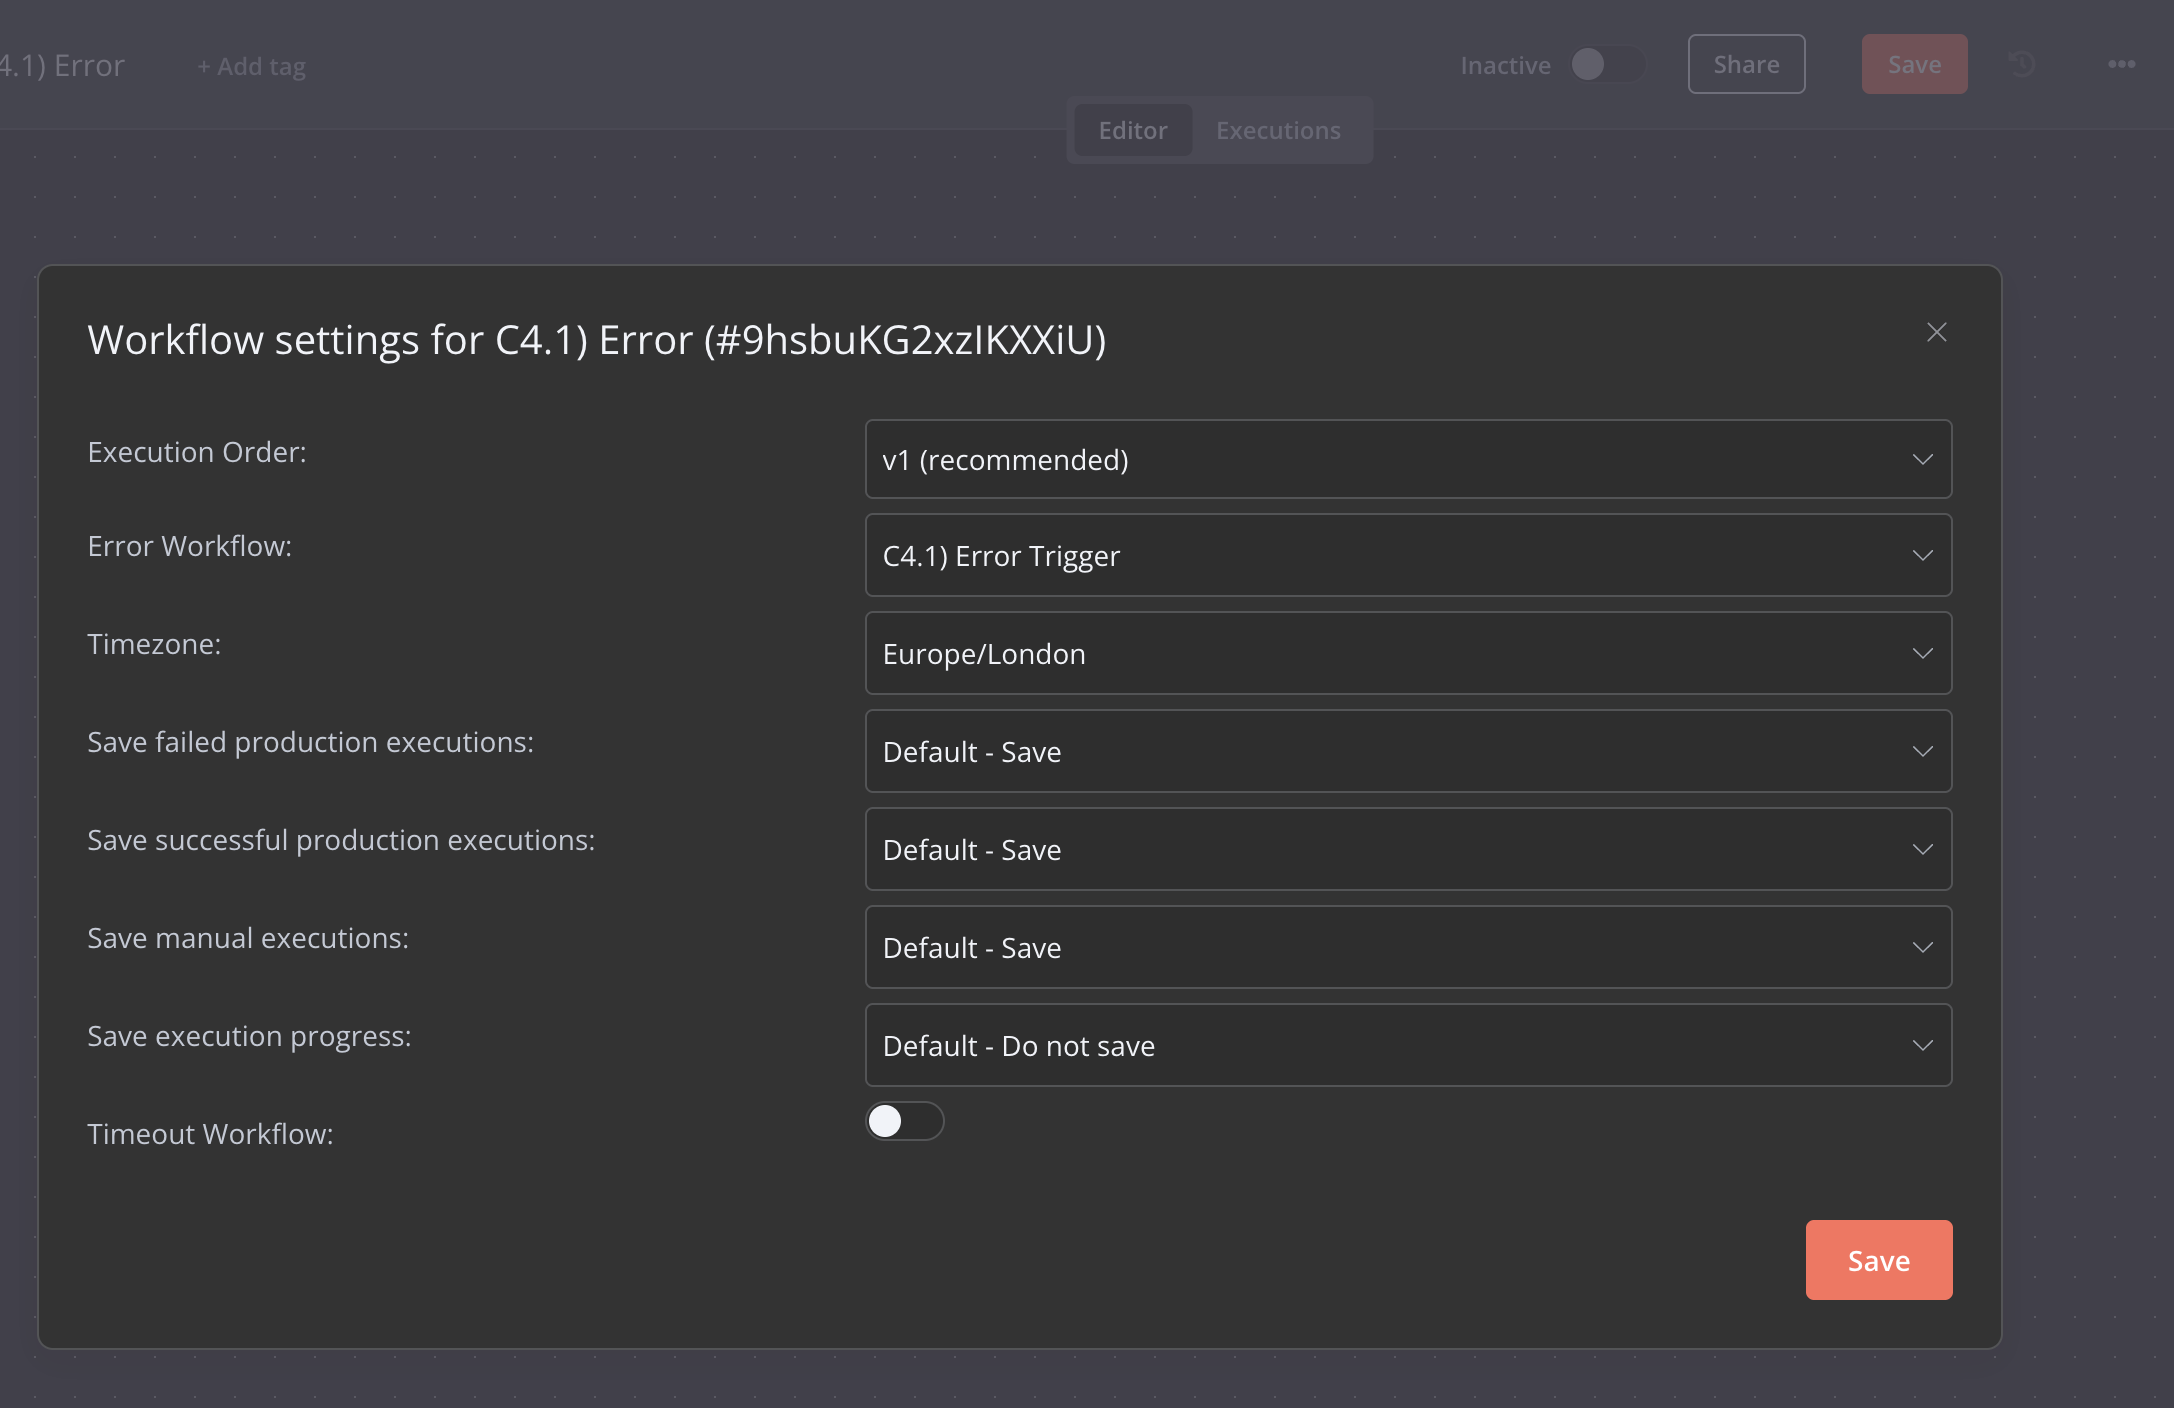 4.1) Error
+ Add tag
Inactive
Share
Save
Editor
Executions
Workflow settings for C4.1) Error (#9hsbuKG2xzIKXXiU)
Execution Order:
v1 (recommended)
Error Workflow:
C4.1) Error Trigger
Timezone:
Europe/London
Save failed production executions:
Default - Save
Save successful production executions:
Default - Save
Save manual executions:
Default - Save
Save execution progress:
Default - Do not save
Timeout Workflow:
Save